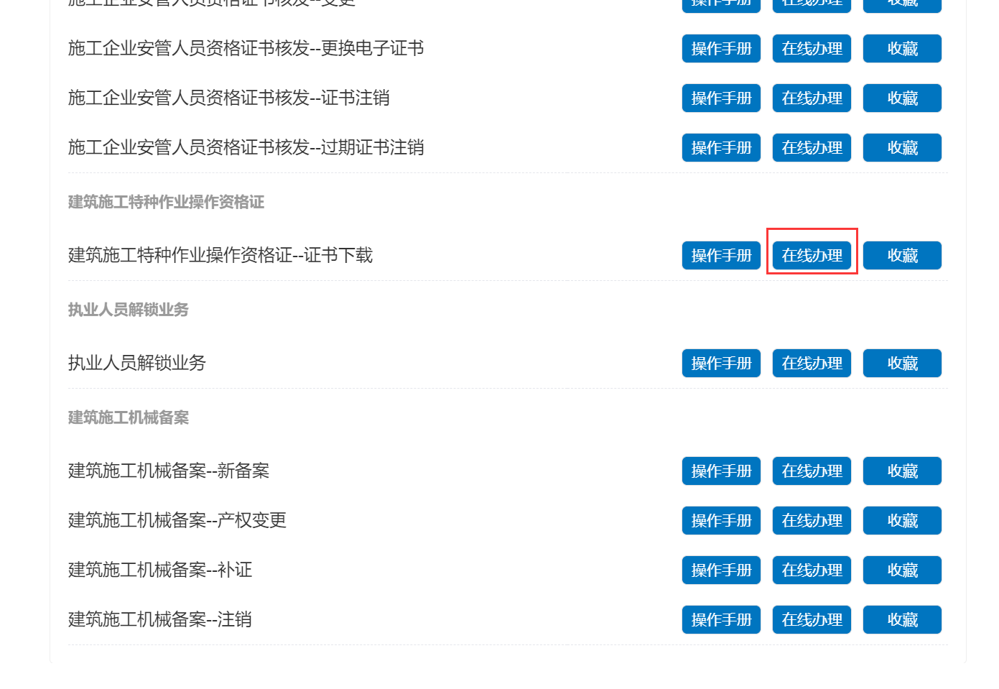 施工企业安管人员资格证书核发--变更 操作手册 在线办理 收藏
施工企业安管人员资格证书核发--更换电子证书 操作手册 在线办理 收藏
施工企业安管人员资格证书核发--证书注销 操作手册 在线办理 收藏
施工企业安管人员资格证书核发--过期证书注销 操作手册 在线办理 收藏
建筑施工特种作业操作资格证
建筑施工特种作业操作资格证--证书下载 操作手册 在线办理 收藏
执业人员解锁业务
执业人员解锁业务 操作手册 在线办理 收藏
建筑施工机械备案
建筑施工机械备案--新备案 操作手册 在线办理 收藏
建筑施工机械备案--产权变更 操作手册 在线办理 收藏
建筑施工机械备案--补证 操作手册 在线办理 收藏
建筑施工机械备案--注销 操作手册 在线办理 收藏